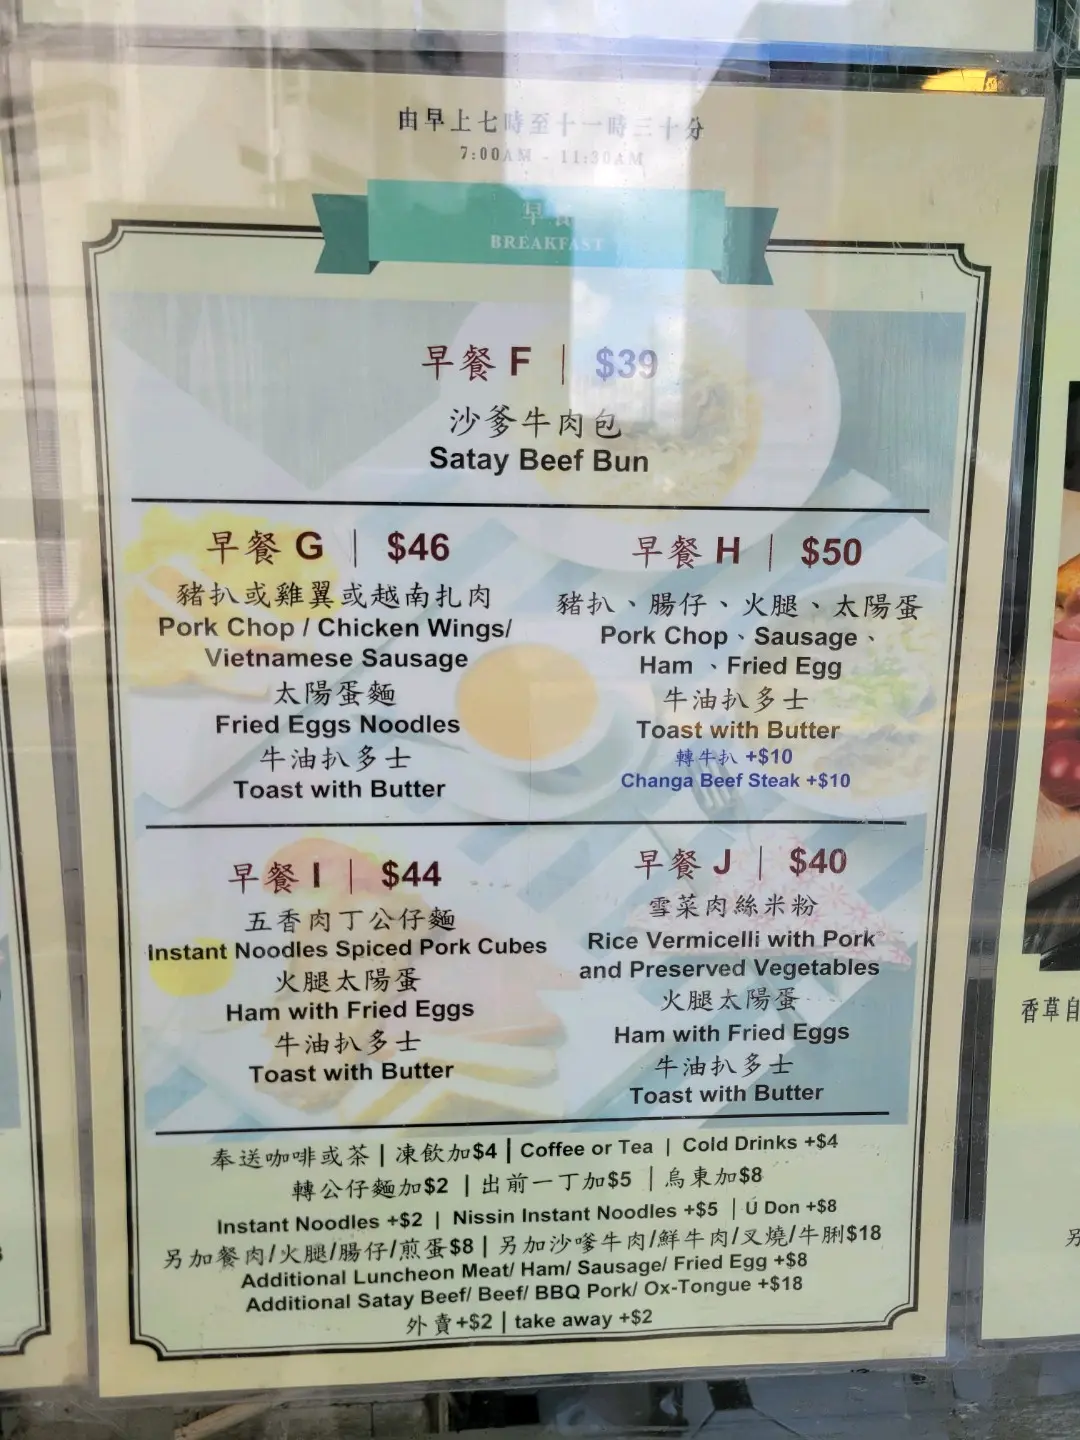 由早上七時至十一時三十分
7:00AM - 11:30AM
早餐
BREAKFAST
早餐 F | $39
沙爹牛肉包
Satay Beef Bun
早餐 G | $46
豬扒或雞翼或越南扎肉
Pork Chop / Chicken Wings/
Vietnamese Sausage
太陽蛋麵
Fried Eggs Noodles
牛油扒多士
Toast with Butter
早餐 H | $50
豬扒、腸仔、火腿、太陽蛋
Pork Chop、Sausage、
Ham 、Fried Egg
牛油扒多士
Toast with Butter
轉牛扒 +$10
Changa Beef Steak +$10
早餐 I | $44
五香肉丁公仔麵
Instant Noodles Spiced Pork Cubes
火腿太陽蛋
Ham with Fried Eggs
牛油扒多士
Toast with Butter
早餐 J | $40
雪菜肉絲米粉
Rice Vermicelli with Pork
and Preserved Vegetables
火腿太陽蛋
Ham with Fried Eggs
牛油扒多士
Toast with Butter
奉送咖啡或茶 | 凍飲加$4 | Coffee or Tea | Cold Drinks +$4
轉公仔麵加$2 | 出前一丁加$5 | 烏東加$8
Instant Noodles +$2 | Nissin Instant Noodles +$5 | U Don +$8
另加餐肉/火腿/腸仔/煎蛋$8 | 另加沙嗲牛肉/鮮牛肉/叉燒/牛脷$18
Additional Luncheon Meat/ Ham/ Sausage/ Fried Egg +$8
Additional Satay Beef/ Beef/ BBQ Pork/ Ox-Tongue +$18
外賣+$2 | take away +$2
香草
另